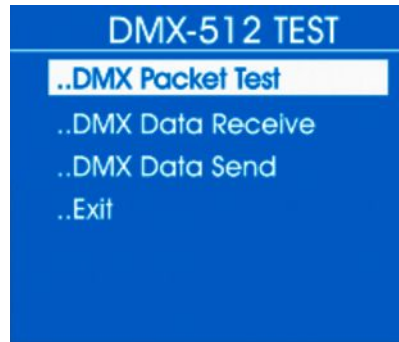 DMX-512 TEST
..DMX Packet Test
..DMX Data Receive
..DMX Data Send
..Exit